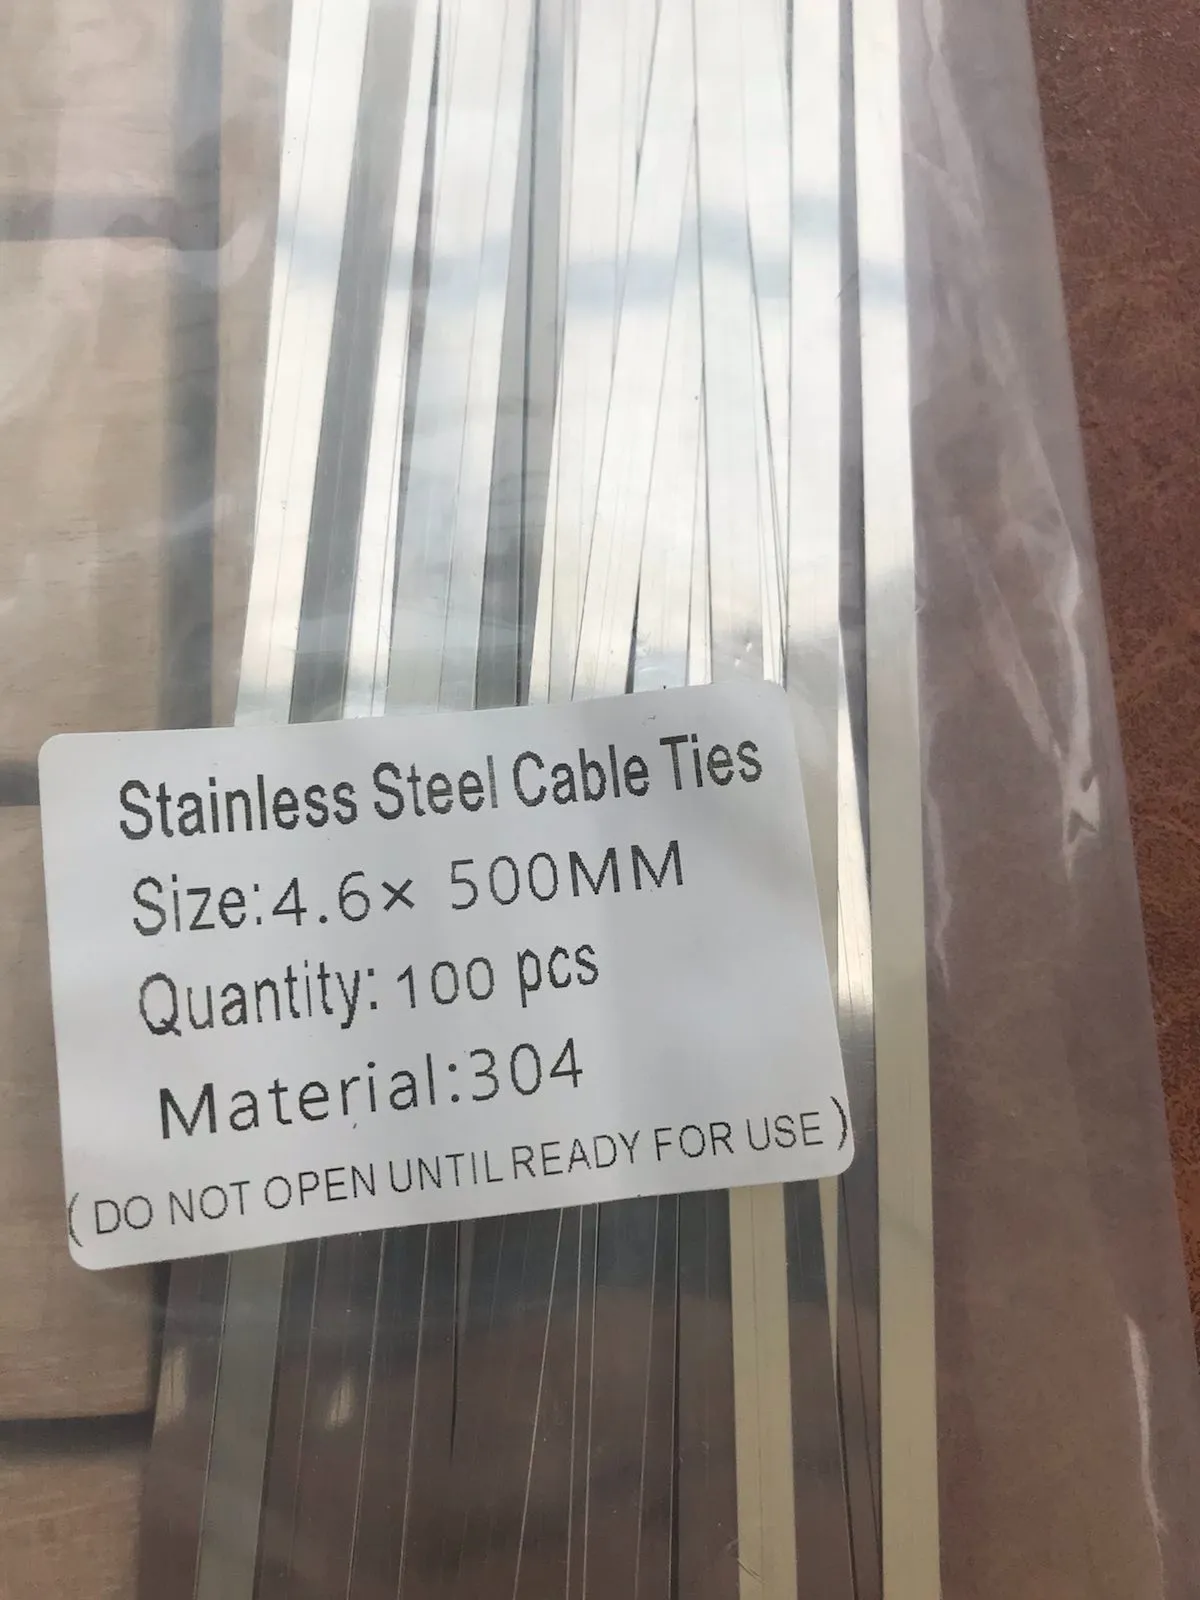 Stainless Steel Cable Ties
Size:4.6× 500MM
Quantity: 100 pcs
Material:304
( DO NOT OPEN UNTIL READY FOR USE )